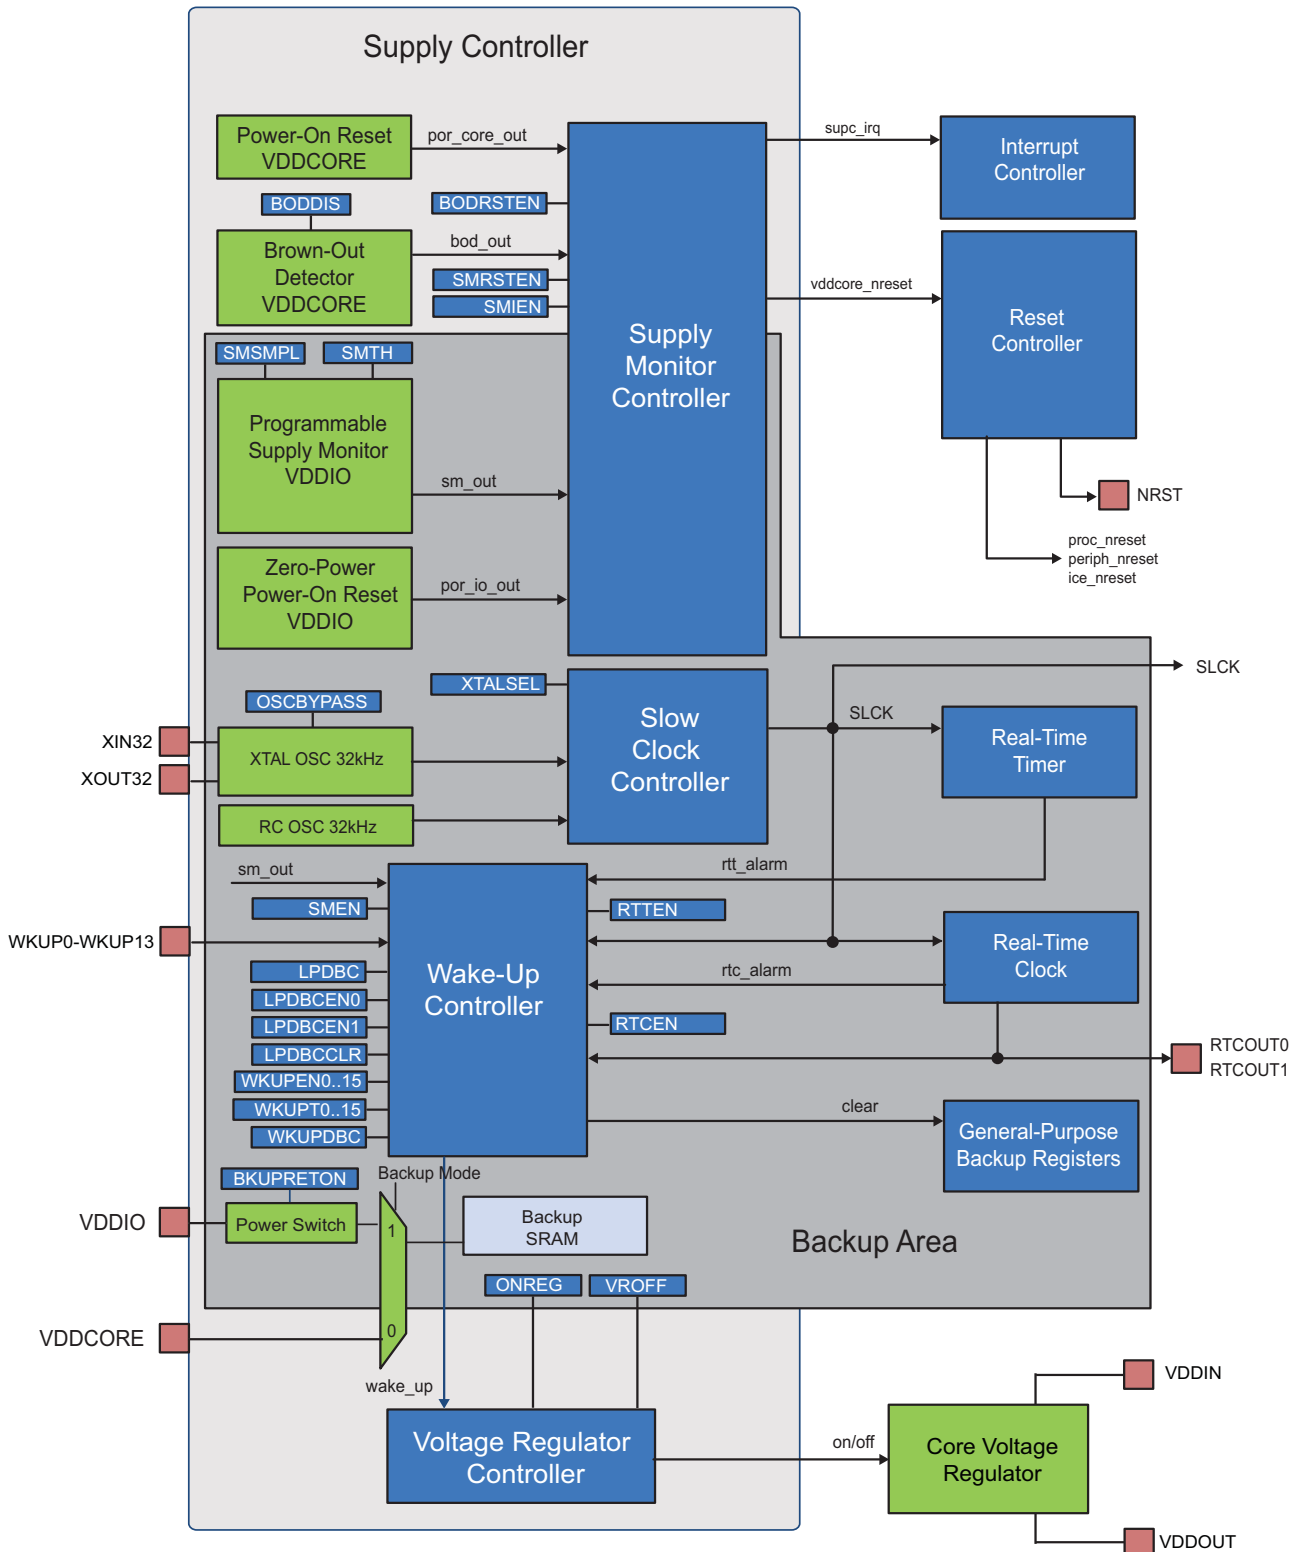 Supply Controller
Power-On Reset
VDDCORE
por_core_out
supc_irq
Interrupt
Controller
BODDIS
BODRSTEN
Brown-Out
Detector
VDDCORE
bod_out
SMRSTEN
SMIEN
vddcore_nreset
Reset
Controller
Supply
Monitor
Controller
SMSMPL
SMTH
Programmable
Supply Monitor
VDDIO
sm_out
NRST
proc_nreset
periph_nreset
ice_nreset
Zero-Power
Power-On Reset
VDDIO
por_io_out
SLCK
XTALSEL
OSCBYPASS
XIN32
XOUT32
XTAL OSC 32kHz
RC OSC 32kHz
Slow
Clock
Controller
SLCK
Real-Time
Timer
sm_out
rtt_alarm
SMEN
RTTEN
WKUP0-WKUP13
Wake-Up
Controller
Real-Time
Clock
LPDBC
rtc_alarm
LPDBCEN0
LPDBCEN1
RTCEN
LPDBCCLR
RTCOUT0
RTCOUT1
WKUPEN0..15
WKUPT0..15
WKUPDBC
clear
General-Purpose
Backup Registers
Backup Mode
BKUPRETON
VDDIO
Power Switch
1
Backup
SRAM
Backup Area
ONREG
VROFF
VDDCORE
0
wake_up
VDDIN
Voltage Regulator
Controller
on/off
Core Voltage
Regulator
VDDOUT